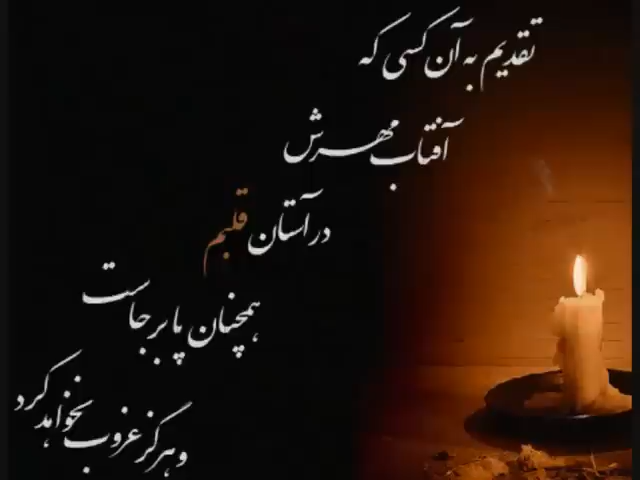 تقدیم به آن کسی که
آفتاب مهرش
در آستان قلبم
همچنان پابرجاست
و هرگز غروب نخواهد کرد